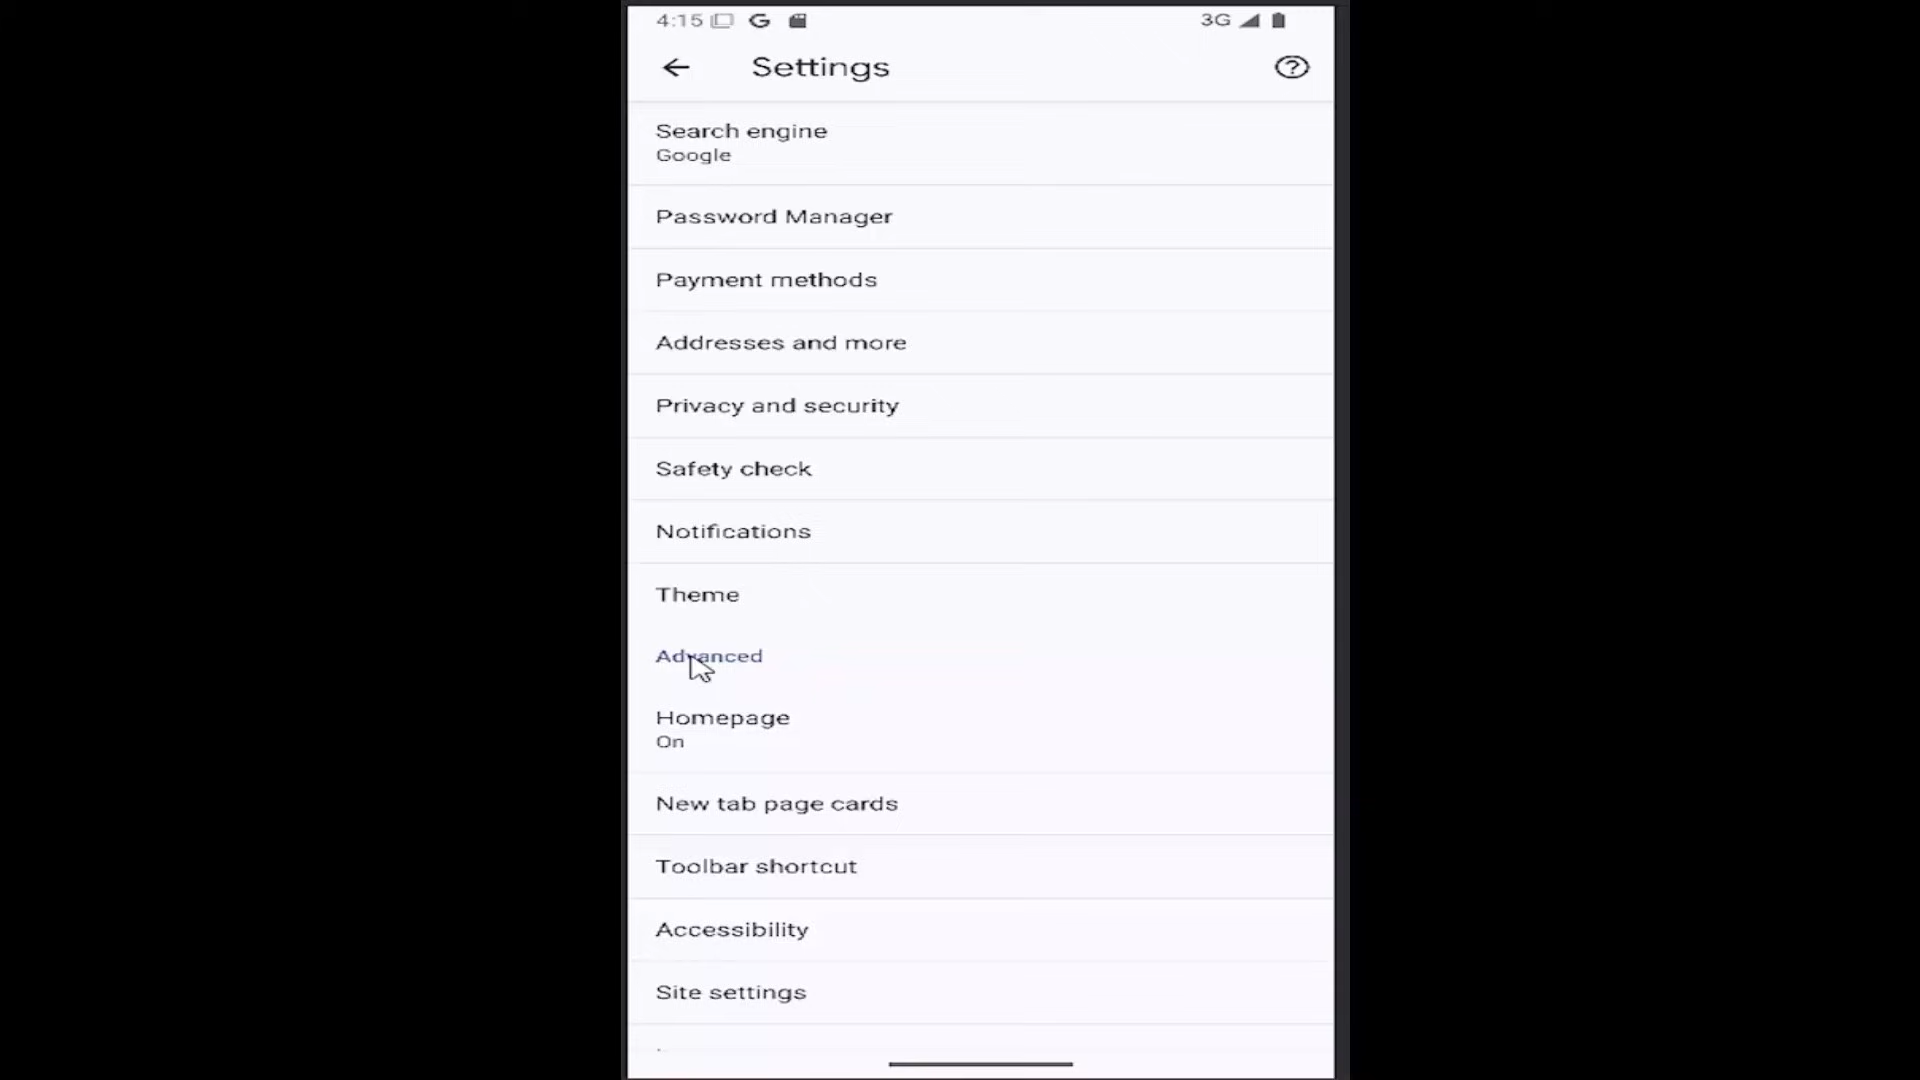 4:15 G 3G
Settings
Search engine
Google
Password Manager
Payment methods
Addresses and more
Privacy and security
Safety check
Notifications
Theme
Advanced
Homepage
On
New tab page cards
Toolbar shortcut
Accessibility
Site settings